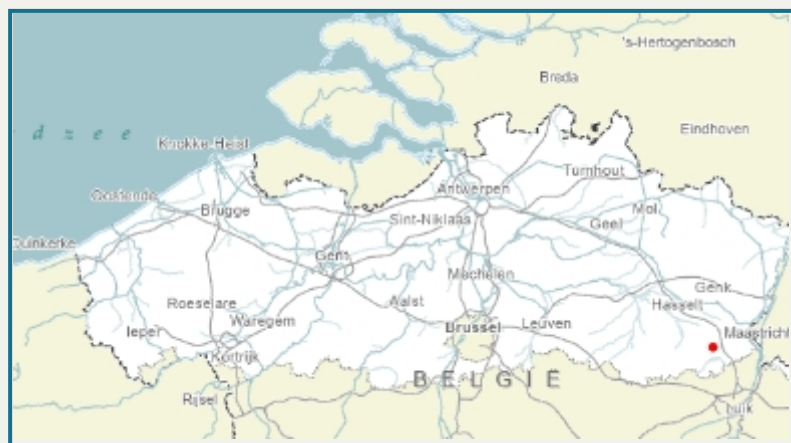 's-Hertogenbosch
Breda
d z e e
Eindhoven
Knokke-Heist
Turnhout
Oostende
Antwerpen
Mol
Brugge
Sint-Niklaas
Geel
Duinkerke
Gent
Mechelen
Genk
Roeselare
Aalst
Hasselt
Ieper
Waregem
Brussel
Leuven
Maastricht
Kortrijk
BELGIË
Rijsel
Luik